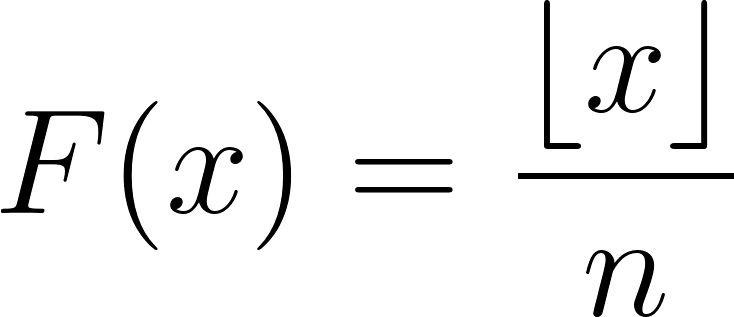 F(x) = ⌊x⌋ / n